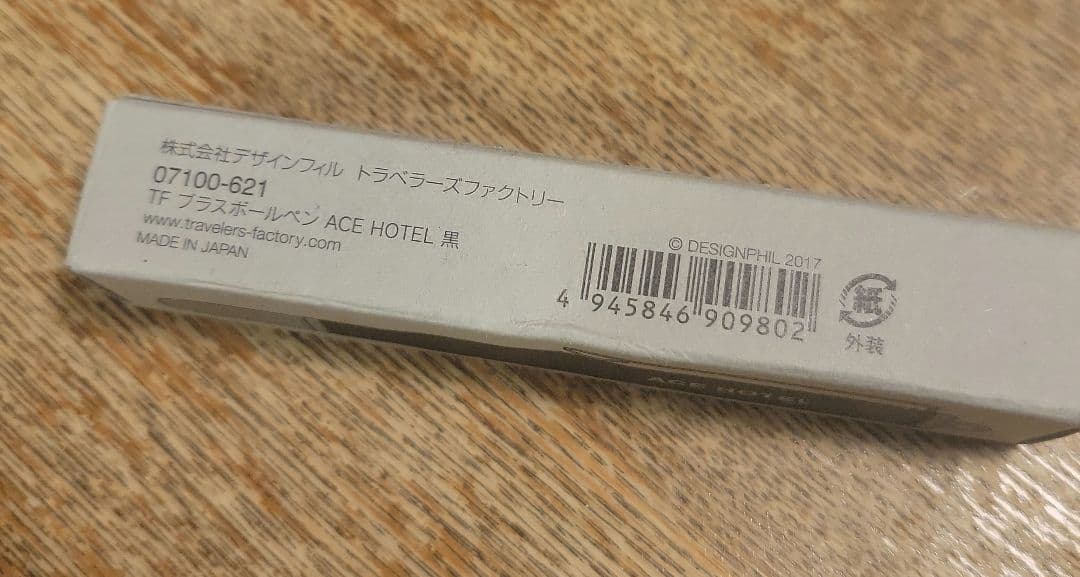 株式会社デザインフィル トラベラーズファクトリー
07100-621
TF ブラスボールペン ACE HOTEL 黒
www.travelers-factory.com
MADE IN JAPAN
© DESIGNPHIL 2017
4 945846 909802
紙
外装
ACE HOTEL